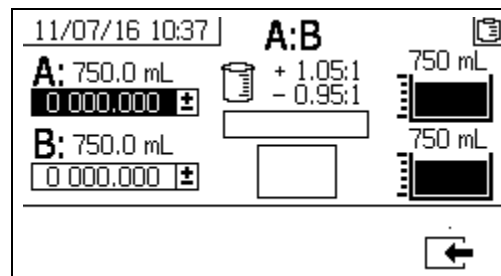 11/07/16 10:37
A:B
A: 750.0 mL
0 000.000 ±
+ 1.05:1
- 0.95:1
750 mL
B: 750.0 mL
0 000.000 ±
750 mL